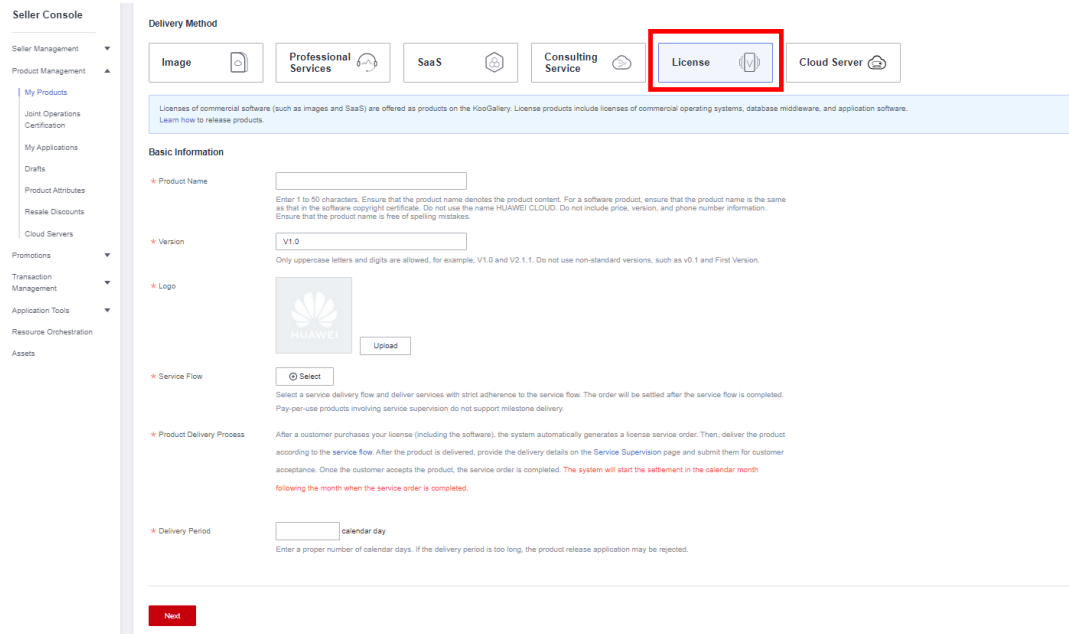 Seller Console
Seller Management
Product Management
My Products
Joint Operations
Certification
My Applications
Drafts
Product Attributes
Resale Discounts
Cloud Servers
Promotions
Transaction
Management
Application Tools
Resource Orchestration
Assets
Delivery Method
Image
Professional
Services
SaaS
Consulting
Service
License
Cloud Server
Licenses of commercial software (such as images and SaaS) are offered as products on the KooGallery. License products include licenses of commercial operating systems, database middleware, and application software.
Learn how to release products.
Basic Information
* Product Name
Enter 1 to 50 characters. Ensure that the product name denotes the product content. For a software product, ensure that the product name is the same
as that in the software copyright certificate. Do not use the name HUAWEI CLOUD. Do not include price, version, and phone number information.
Ensure that the product name is free of spelling mistakes.
* Version
V1.0
Only uppercase letters and digits are allowed, for example, V1.0 and V2.1.1. Do not use non-standard versions, such as v0.1 and First Version.
* Logo
HUAWEI
Upload
* Service Flow
Select
Select a service delivery flow and deliver services with strict adherence to the service flow. The order will be settled after the service flow is completed.
Pay-per-use products involving service supervision do not support milestone delivery.
* Product Delivery Process
After a customer purchases your license (including the software), the system automatically generates a license service order. Then, deliver the product
according to the service flow. After the product is delivered, provide the delivery details on the Service Supervision page and submit them for customer
acceptance. Once the customer accepts the product, the service order is completed. The system will start the settlement in the calendar month
following the month when the service order is completed.
* Delivery Period
calendar day
Enter a proper number of calendar days. If the delivery period is too long, the product release application may be rejected.
Next